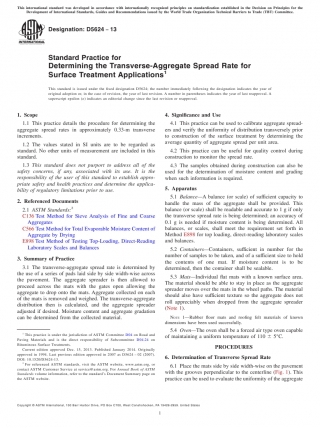 This international standard was developed in accordance with internationally recognized principles on standardization established in the Decision on Principles for the
Development of International Standards, Guides and Recommendations issued by the World Trade Organization Technical Barriers to Trade (TBT) Committee.
Designation: D5624 − 13
Standard Practice for
Determining the Transverse-Aggregate Spread Rate for
Surface Treatment Applications1
This standard is issued under the fixed designation D5624; the number immediately following the designation indicates the year of
original adoption or, in the case of revision, the year of last revision. A number in parentheses indicates the year of last reapproval. A
superscript epsilon (ε) indicates an editorial change since the last revision or reapproval.
1. Scope
1.1 This practice details the procedure for determining the
aggregate spread rates in approximately 0.35-m transverse
increments.
1.2 The values stated in SI units are to be regarded as
standard. No other units of measurement are included in this
standard.
1.3 This standard does not purport to address all of the
safety concerns, if any, associated with its use. It is the
responsibility of the user of this standard to establish appro-
priate safety and health practices and determine the applica-
bility of regulatory limitations prior to use.
2. Referenced Documents
2.1 ASTM Standards:2
C136 Test Method for Sieve Analysis of Fine and Coarse
Aggregates
C566 Test Method for Total Evaporable Moisture Content of
Aggregate by Drying
E898 Test Method of Testing Top-Loading, Direct-Reading
Laboratory Scales and Balances
3. Summary of Practice
3.1 The transverse-aggregate spread rate is determined by
the use of a series of pads laid side by side width-wise across
the pavement. The aggregate spreader is then allowed to
proceed across the mats with the gates open allowing the
aggregate to drop onto the mats. Aggregate collected on each
of the mats is removed and weighed. The transverse-aggregate
distribution then is calculated, and the aggregate spreader
adjusted if desired. Moisture content and aggregate gradation
can be determined from the collected material.
1 This practice is under the jurisdiction of ASTM Committee D04 on Road and
Paving Materials and is the direct responsibility of Subcommittee D04.24 on
Bituminous Surface Treatments.
Current edition approved Dec. 15, 2013. Published January 2014. Originally
approved in 1994. Last previous edition approved in 2007 as D5624 – 02 (2007).
DOI: 10.1520/D5624-13.
2 For referenced ASTM standards, visit the ASTM website, www.astm.org, or
contact ASTM Customer Service at service@astm.org. For Annual Book of ASTM
Standards volume information, refer to the standard's Document Summary page on
the ASTM website.
4. Significance and Use
4.1 This practice can be used to calibrate aggregate spread-
ers and verify the uniformity of distribution transversely prior
to construction of the surface treatment by determining the
average quantity of aggregate spread per unit area.
4.2 This practice can be useful for quality control during
construction to monitor the spread rate.
4.3 The samples obtained during construction can also be
used for the determination of moisture content and grading
when such information is required.
5. Apparatus
5.1 Balance—A balance (or scale) of sufficient capacity to
handle the mass of the aggregate shall be provided. This
balance (or scale) shall be readable and accurate to 1 g if only
the transverse spread rate is being determined; an accuracy of
0.1 g is needed if moisture content is being determined. All
balances, or scales, shall meet the requirement set forth in
Method E898 for top loading, direct-reading laboratory scales
and balances.
5.2 Containers—Containers, sufficient in number for the
number of samples to be taken, and of a sufficient size to hold
the contents of one mat. If moisture content is to be
determined, then the container shall be sealable.
5.3 Mats—Individual mats with a known surface area.
The material should be able to stay in place as the aggregate
spreader moves over the mats in the wheel paths. The material
should also have sufficient texture so the aggregate does not
roll appreciably when dropped from the aggregate spreader
(Note 1).
NOTE 1—Rubber floor mats and roofing felt materials of known
dimensions have been used successfully.
5.4 Oven—The oven shall be a forced air type oven capable
of maintaining a uniform temperature of 110 ± 5°C.
PROCEDURES
6. Determination of Transverse Spread Rate
6.1 Place the mats side by side width-wise on the pavement
with the grooves perpendicular to the centerline (Fig. 1). This
practice can be used to evaluate the uniformity of the aggregate
Copyright © ASTM International, 100 Barr Harbor Drive, PO Box C700, West Conshohocken, PA 19428-2959. United States
1